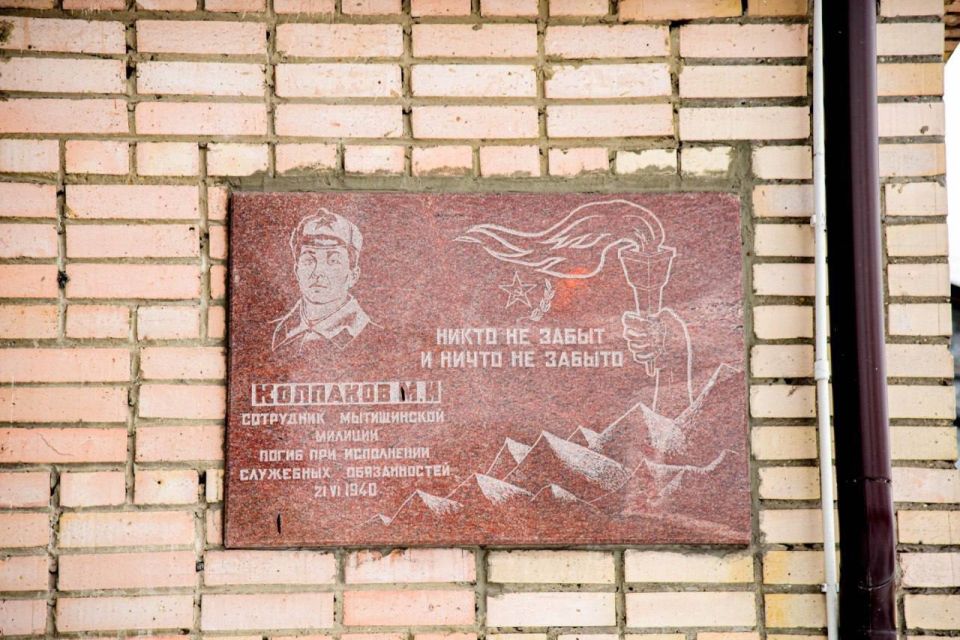 НИКТО НЕ ЗАБЫТ
И НИЧТО НЕ ЗАБЫТО
КОЛПАКОВ М.И
СОТРУДНИК МЫТИЩИНСКОЙ
МИЛИЦИИ
ПОГИБ ПРИ ИСПОЛНЕНИИ
СЛУЖЕБНЫХ ОБЯЗАННОСТЕЙ
21 VI 1940